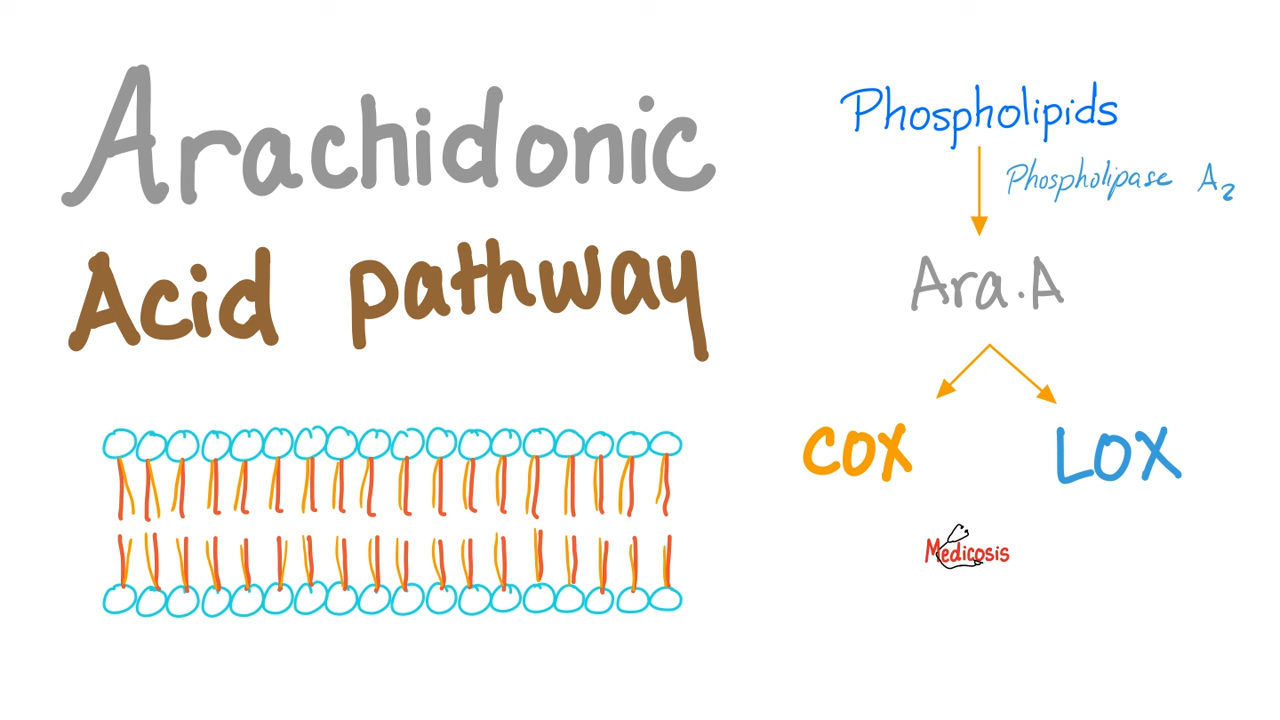 Arachidonic
Acid pathway
Phospholipids
Phospholipase A₂
Ara.A
COX
LOX
Medicosis